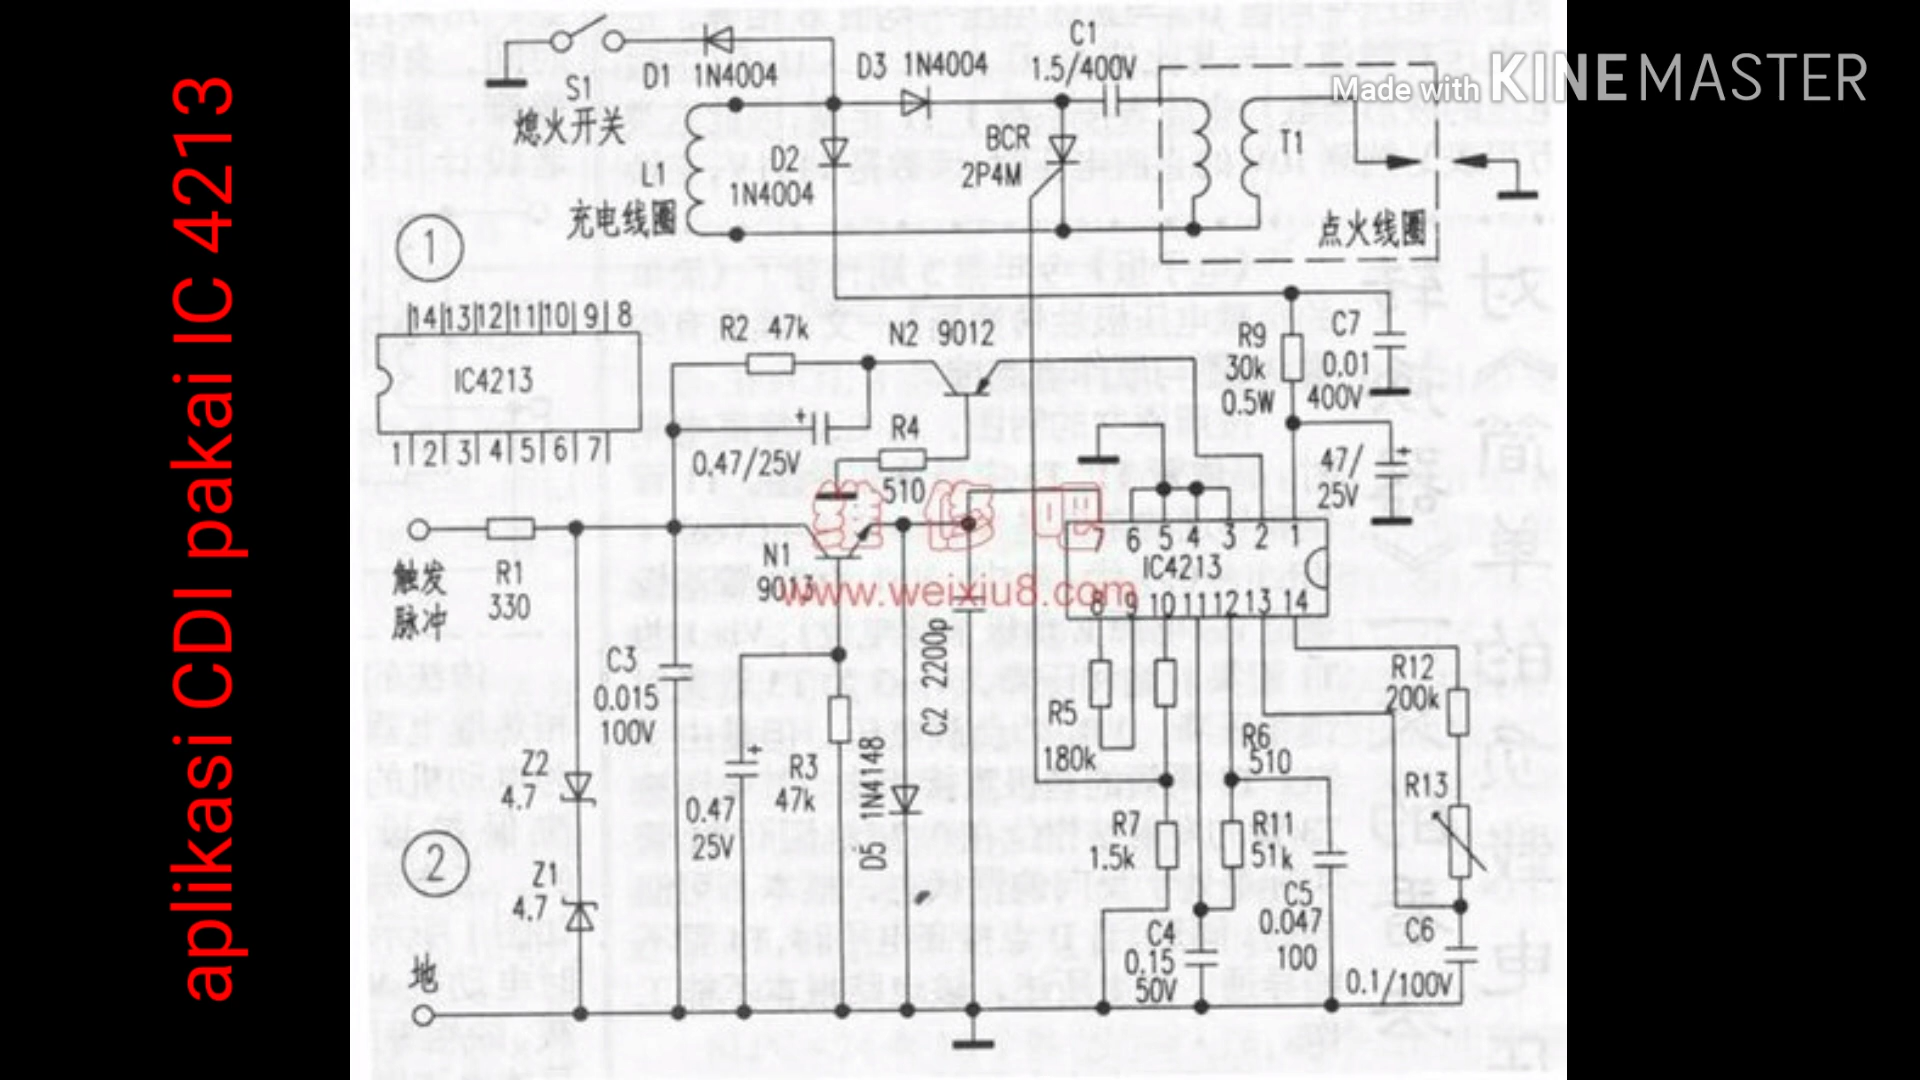 aplikasi CDI pakai IC 4213
Made with KINEMASTER
S1
熄火开关
D1 1N4004
D3 1N4004
C1
1.5/400V
L1
充电线圈
D2
1N4004
BCR
2P4M
T1
点火线圈
1
14 13 12 11 10 9 8
IC4213
1 2 3 4 5 6 7
R2 47k
N2 9012
R9
30k
0.5W
C7
0.01
400V
0.47/25V
R4
510
47/
25V
触发
脉冲
R1
330
N1
9013
www.weixiu8.com
7 6 5 4 3 2 1
IC4213
8 9 10 11 12 13 14
C3
0.015
100V
C2 2200p
R5
180k
R6
510
R12
200k
Z2
4.7
0.47
25V
R3
47k
D5 1N4148
R7
1.5k
R11
51k
R13
2
Z1
4.7
C4
0.15
50V
C5
0.047
100
C6
0.1/100V
地